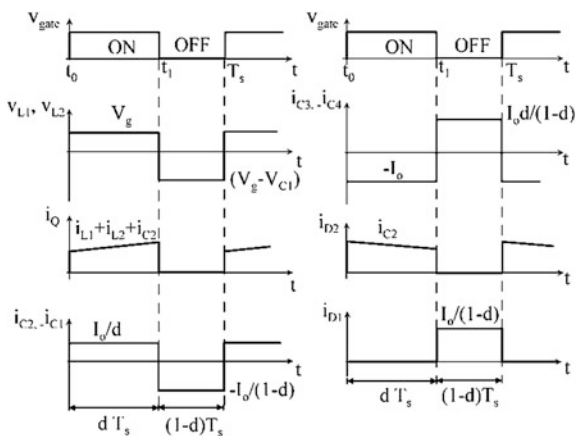 v_gate
ON OFF
t_0 t_1 T_s t
v_L1, v_L2
V_g
t
(V_g-V_C1)
i_Q
i_L1+i_L2+i_C2
t
i_C2,-i_C1
I_o/d
t
-I_o/(1-d)
d T_s (1-d)T_s
v_gate
ON OFF
t_0 t_1 T_s t
i_C3,-i_C4
I_od/(1-d)
t
-I_o
i_D2
i_C2
t
i_D1
I_o/(1-d)
t
d T_s (1-d)T_s